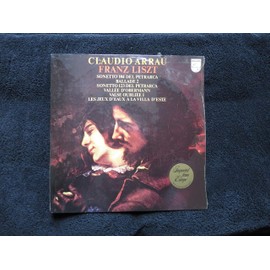 CLAUDIO ARRAU
FRANZ LISZT
SONETTO 104 DEL PETRARCA
BALLADE 2
SONETTO 123 DEL PETRARCA
VALLÉE D'OBERMANN
VALSE OUBLIÉE 1
LES JEUX D'EAUX À LA VILLA D'ESTE